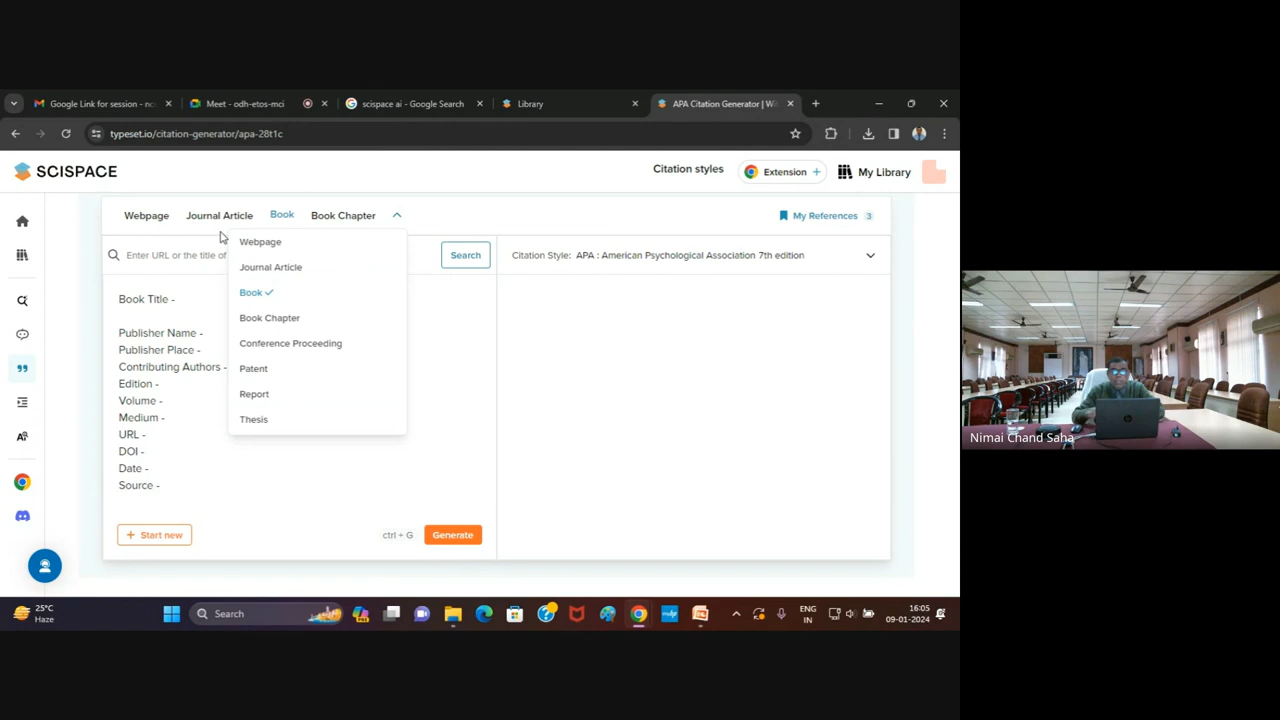 Google Link for session - no
Meet - odh-etos-mci
scispace ai - Google Search
Library
APA Citation Generator | W
typeset.io/citation-generator/apa-28t1c
SCISPACE
Citation styles
Extension +
My Library
Webpage
Journal Article
Book
Book Chapter
My References 3
Enter URL or the title of
Search
Citation Style: APA : American Psychological Association 7th edition
Webpage
Journal Article
Book
Book Chapter
Conference Proceeding
Patent
Report
Thesis
Book Title -
Publisher Name -
Publisher Place -
Contributing Authors -
Edition -
Volume -
Medium -
URL -
DOI -
Date -
Source -
+ Start new
ctrl + G
Generate
Nimai Chand Saha
25°C
Haze
Search
ENG
IN
16:05
09-01-2024